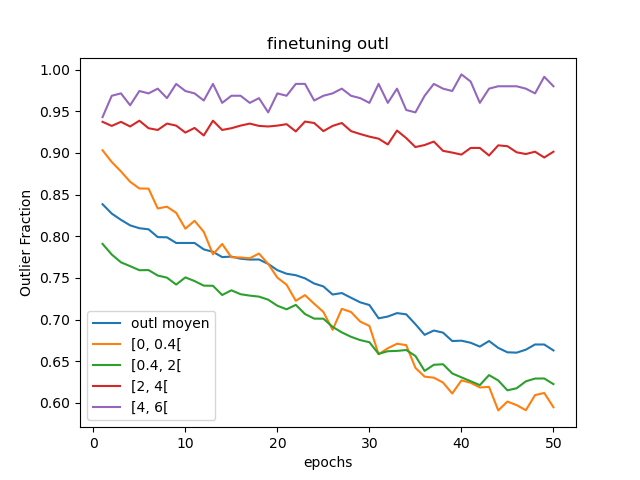 finetuning outl
Outlier Fraction
1.00
0.95
0.90
0.85
0.80
0.75
0.70
0.65
0.60
outl moyen
[0, 0.4[
[0.4, 2[
[2, 4[
[4, 6[
0 10 20 30 40 50
epochs